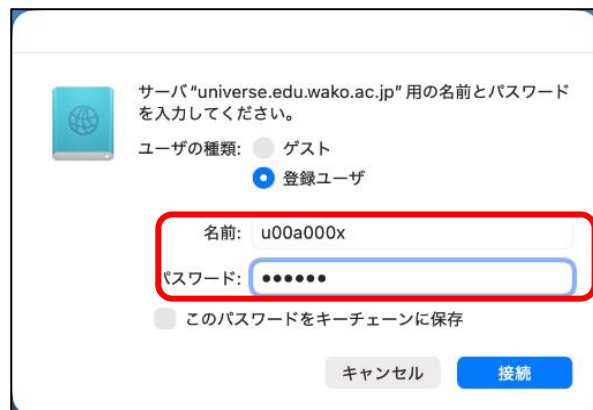 サーバ“universe.edu.wako.ac.jp”用の名前とパスワード
を入力してください。
ユーザの種類: ゲスト
登録ユーザ
名前: u00a000x
パスワード: ●●●●●●
このパスワードをキーチェーンに保存
キャンセル 接続